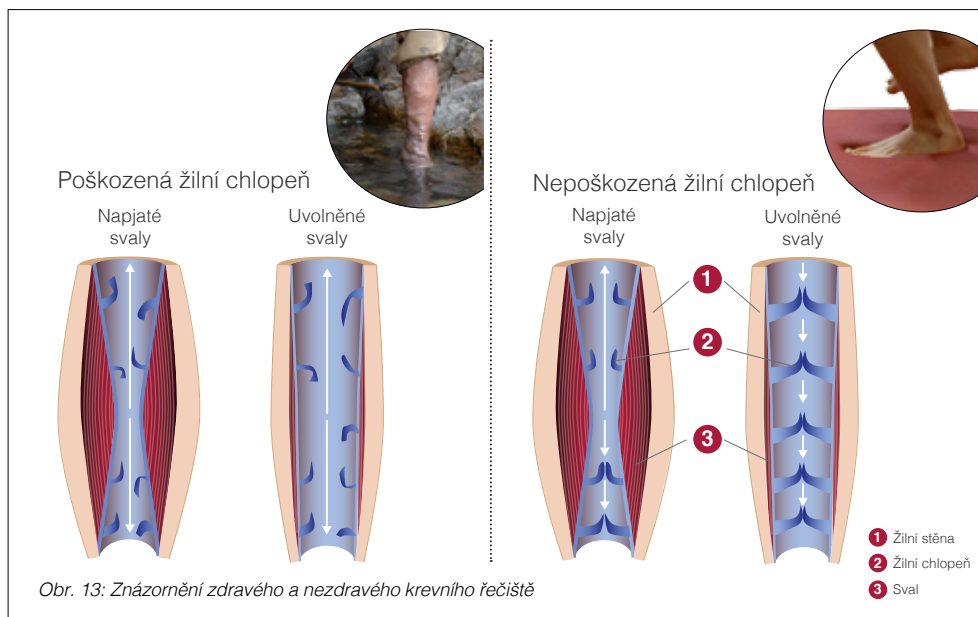 Poškozená žilní chlopeň
Napjaté
svaly
Uvolněné
svaly
Nepoškozená žilní chlopeň
Napjaté
svaly
Uvolněné
svaly
1
2
3
1 Žilní stěna
2 Žilní chlopeň
3 Sval
Obr. 13: Znázornění zdravého a nezdravého krevního řečiště